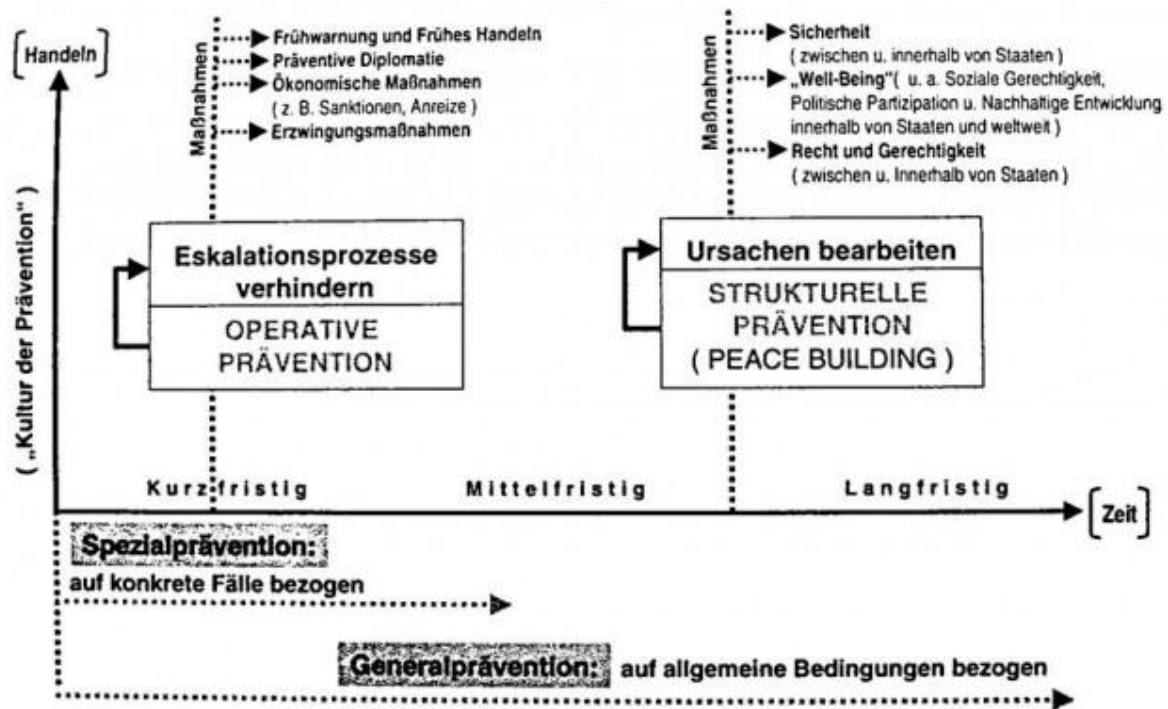 [Handeln]
(„Kultur der Prävention“)
Maßnahmen
Frühwarnung und Frühes Handeln
Präventive Diplomatie
Ökonomische Maßnahmen
( z. B. Sanktionen, Anreize )
Erzwingungsmaßnahmen
Maßnahmen
Sicherheit
( zwischen u. innerhalb von Staaten )
„Well-Being“( u. a. Soziale Gerechtigkeit,
Politische Partizipation u. Nachhaltige Entwicklung
innerhalb von Staaten und weltweit )
Recht und Gerechtigkeit
( zwischen u. Innerhalb von Staaten )
Eskalationsprozesse
verhindern
OPERATIVE
PRÄVENTION
Ursachen bearbeiten
STRUKTURELLE
PRÄVENTION
( PEACE BUILDING )
Kurzfristig
Mittelfristig
Langfristig
[Zeit]
Spezialprävention:
auf konkrete Fälle bezogen
Generalprävention: auf allgemeine Bedingungen bezogen